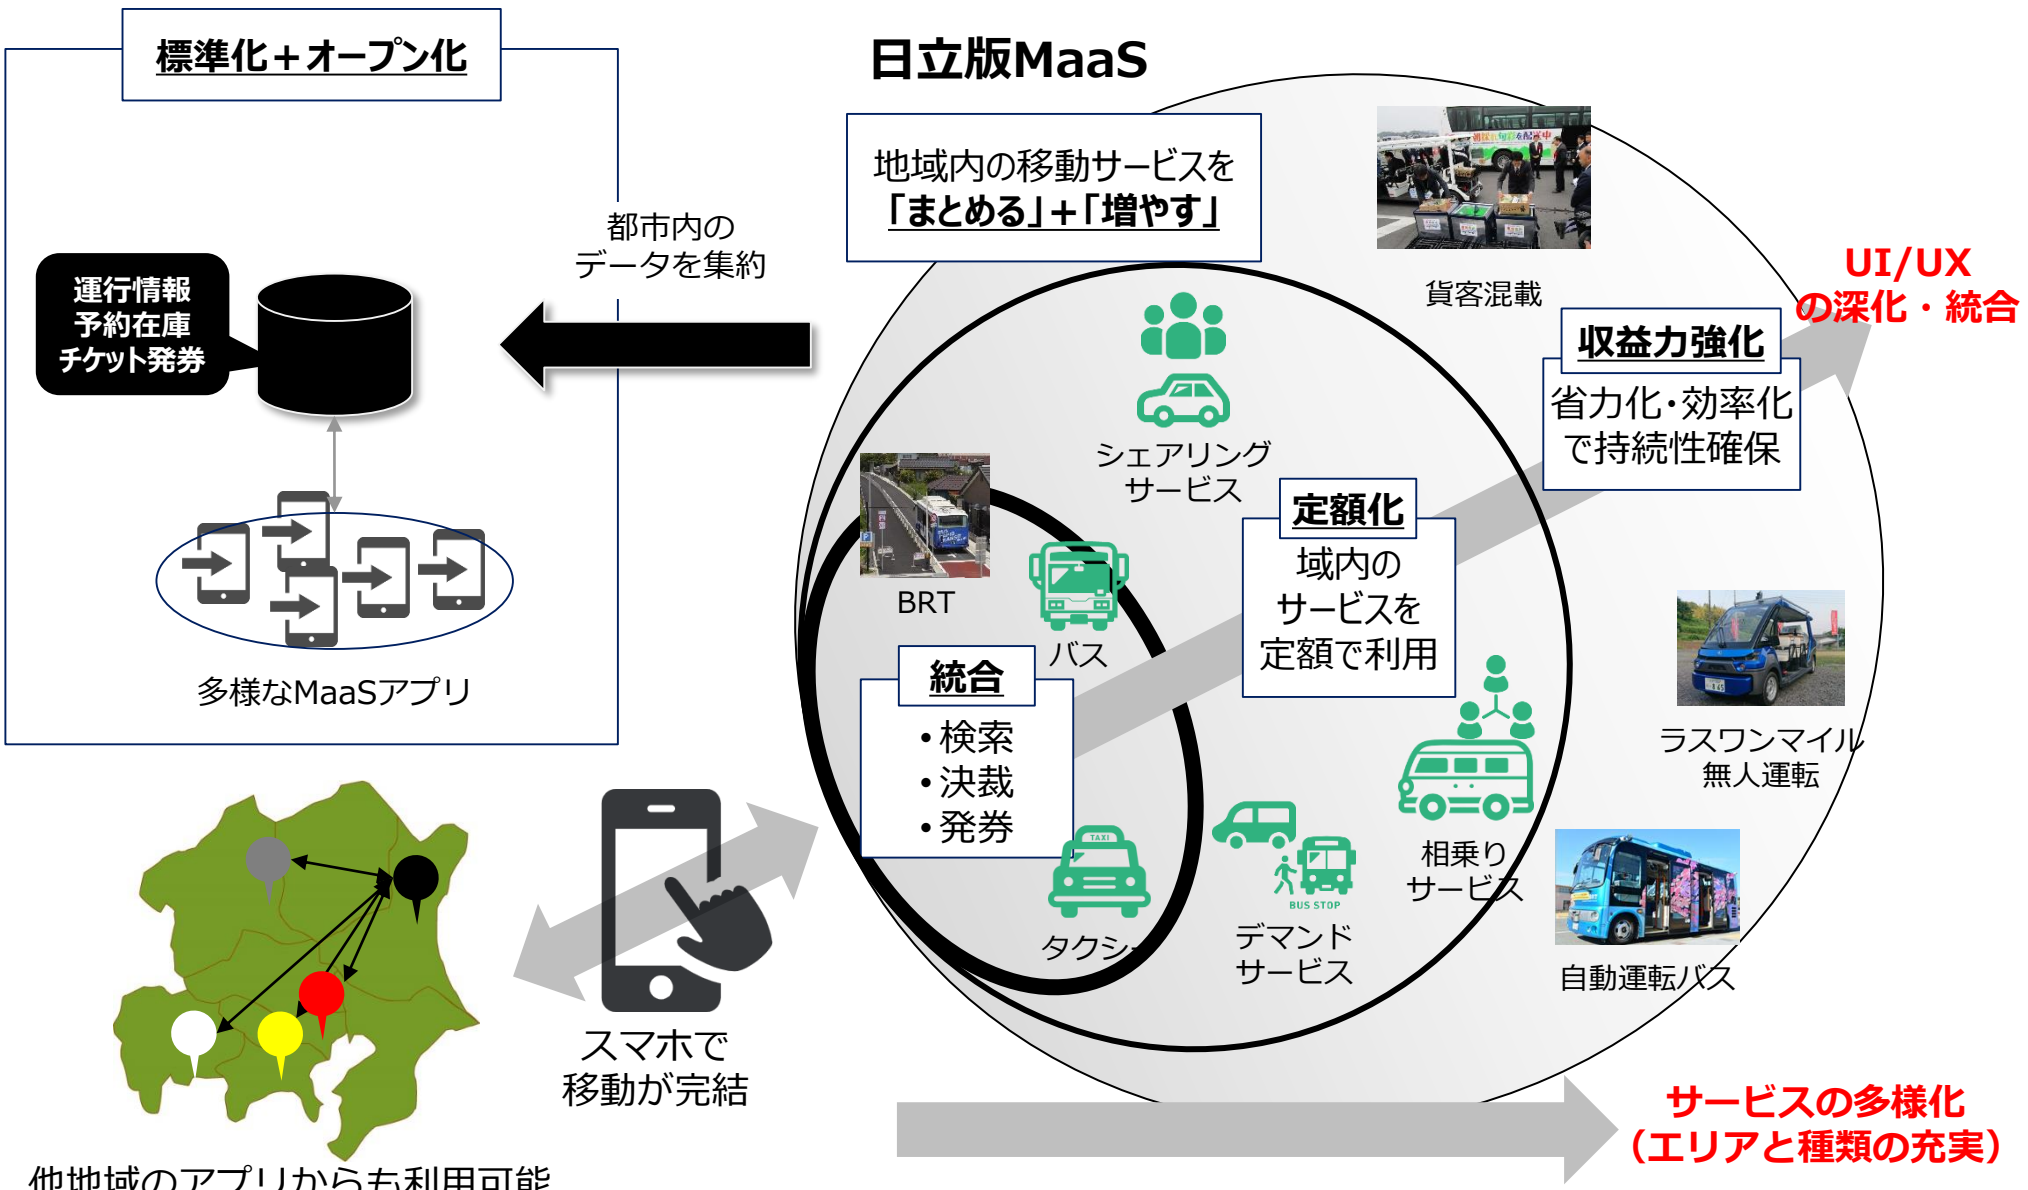 標準化＋オープン化
都市内の
データを集約
運行情報
予約在庫
チケット発券
多様なMaaSアプリ
日立版MaaS
地域内の移動サービスを
「まとめる」＋「増やす」
貨客混載
UI/UX
の深化・統合
収益力強化
省力化・効率化
で持続性確保
シェアリング
サービス
定額化
域内の
サービスを
定額で利用
BRT
バス
統合
・検索
・決裁
・発券
TAXI
タクシー
BUS STOP
デマンド
サービス
相乗り
サービス
ラスワンマイル
無人運転
自動運転バス
スマホで
移動が完結
他地域のアプリからも利用可能
サービスの多様化
（エリアと種類の充実）